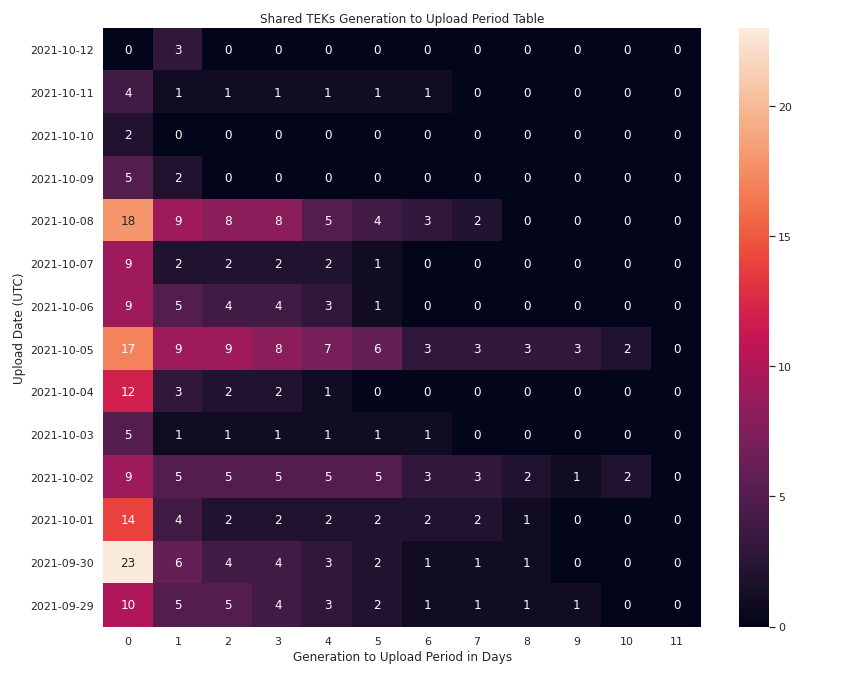 Shared TEKs Generation to Upload Period Table
2021-10-12 0 3 0 0 0 0 0 0 0 0 0 0
2021-10-11 4 1 1 1 1 1 1 0 0 0 0 0
2021-10-10 2 0 0 0 0 0 0 0 0 0 0 0
2021-10-09 5 2 0 0 0 0 0 0 0 0 0 0
2021-10-08 18 9 8 8 5 4 3 2 0 0 0 0
2021-10-07 9 2 2 2 2 1 0 0 0 0 0 0
2021-10-06 9 5 4 4 3 1 0 0 0 0 0 0
2021-10-05 17 9 9 8 7 6 3 3 3 3 2 0
2021-10-04 12 3 2 2 1 0 0 0 0 0 0 0
2021-10-03 5 1 1 1 1 1 1 0 0 0 0 0
2021-10-02 9 5 5 5 5 5 3 3 2 1 2 0
2021-10-01 14 4 2 2 2 2 2 2 1 0 0 0
2021-09-30 23 6 4 4 3 2 1 1 1 0 0 0
2021-09-29 10 5 5 4 3 2 1 1 1 1 0 0
0 1 2 3 4 5 6 7 8 9 10 11
Generation to Upload Period in Days
Upload Date (UTC)
20
15
10
5
0